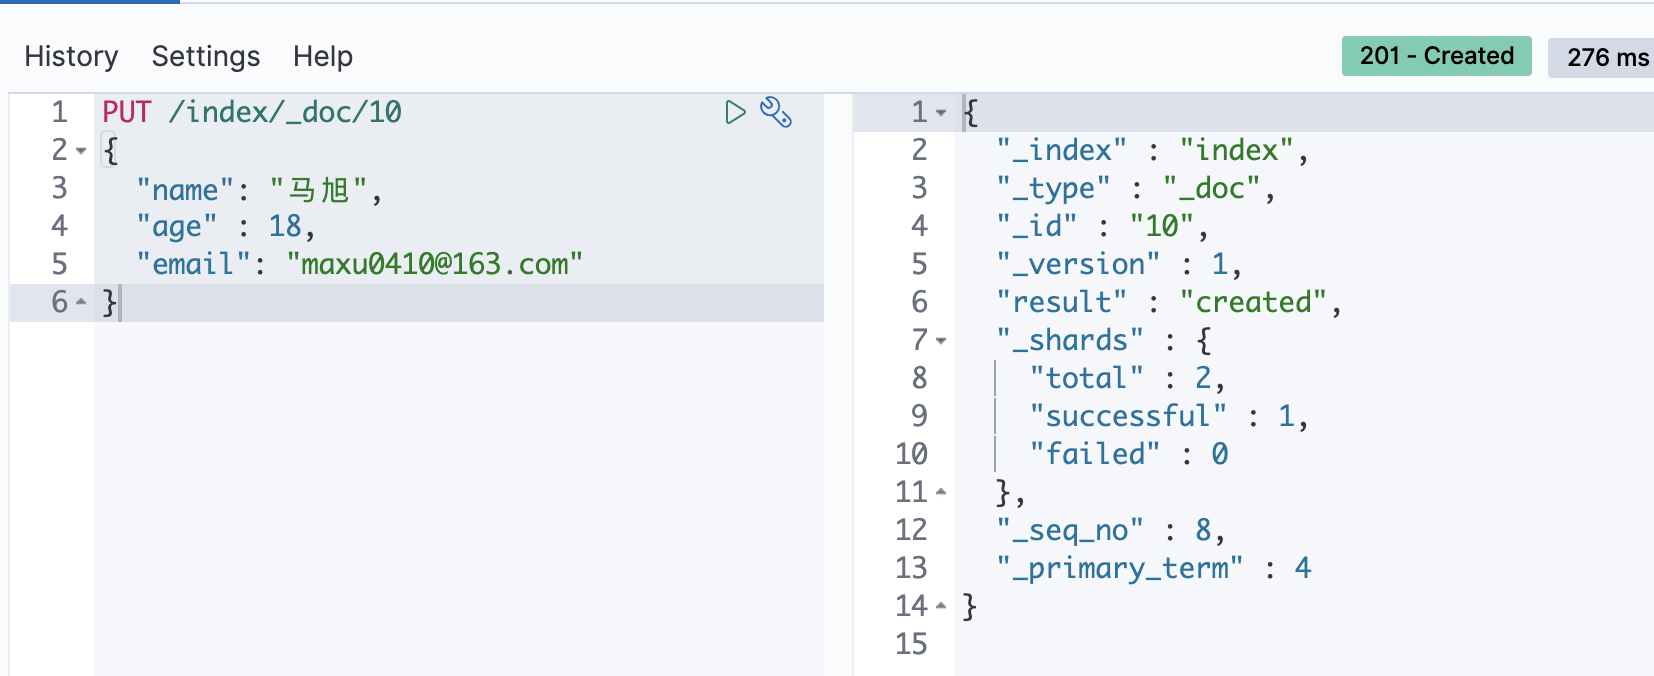 History Settings Help
201 - Created
276 ms
1 PUT /index/_doc/10
2 {
3 "name": "马旭",
4 "age" : 18,
5 "email": "maxu0410@163.com"
6 }
1 {
2 "_index" : "index",
3 "_type" : "_doc",
4 "_id" : "10",
5 "_version" : 1,
6 "result" : "created",
7 "_shards" : {
8 "total" : 2,
9 "successful" : 1,
10 "failed" : 0
11 },
12 "_seq_no" : 8,
13 "_primary_term" : 4
14 }
15